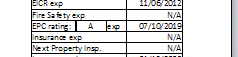 EICR exp 11/06/2012
Fire Safety exp N/A
EPC rating: A exp 07/10/2019
Insurance exp N/A
Next Property Insp. N/A